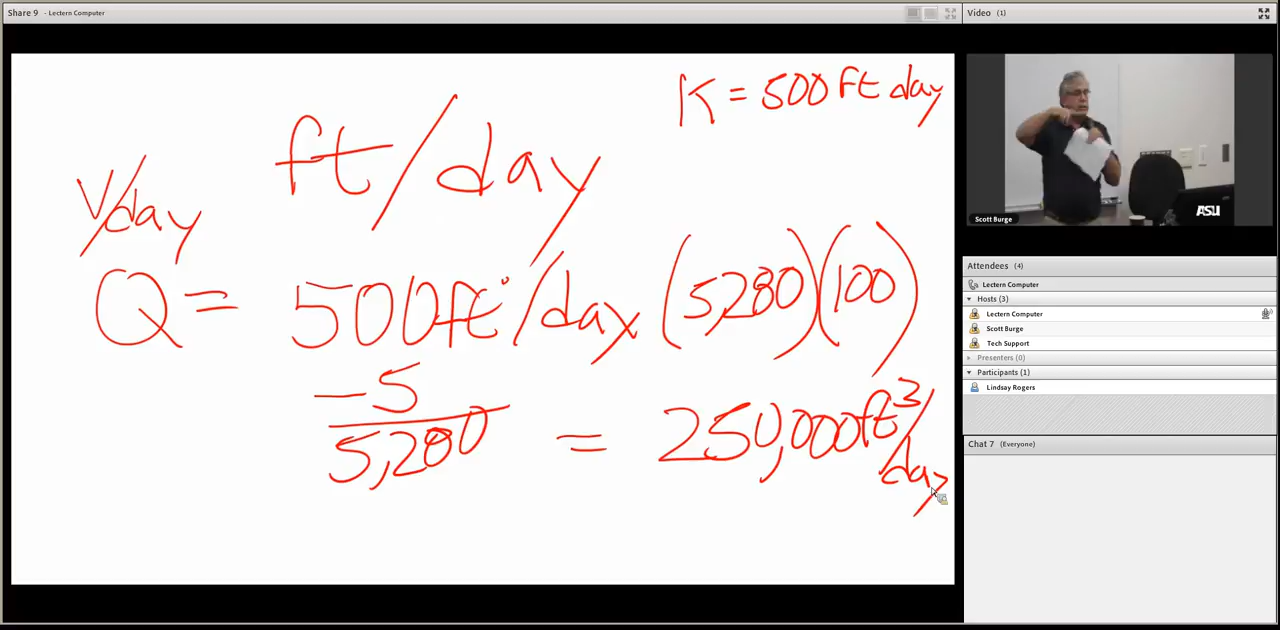 Share 9 - Lectern Computer
K = 500 ft day
ft/day
V/day
Q = 500 ft/day (5,280)(100)
-5
5,280
= 250,000 ft³/day
Video (1)
ASU
Scott Burge
Attendees (4)
Lectern Computer
Hosts (3)
Lectern Computer
Scott Burge
Tech Support
Presenters (0)
Participants (1)
Lindsay Rogers
Chat 7 (Everyone)